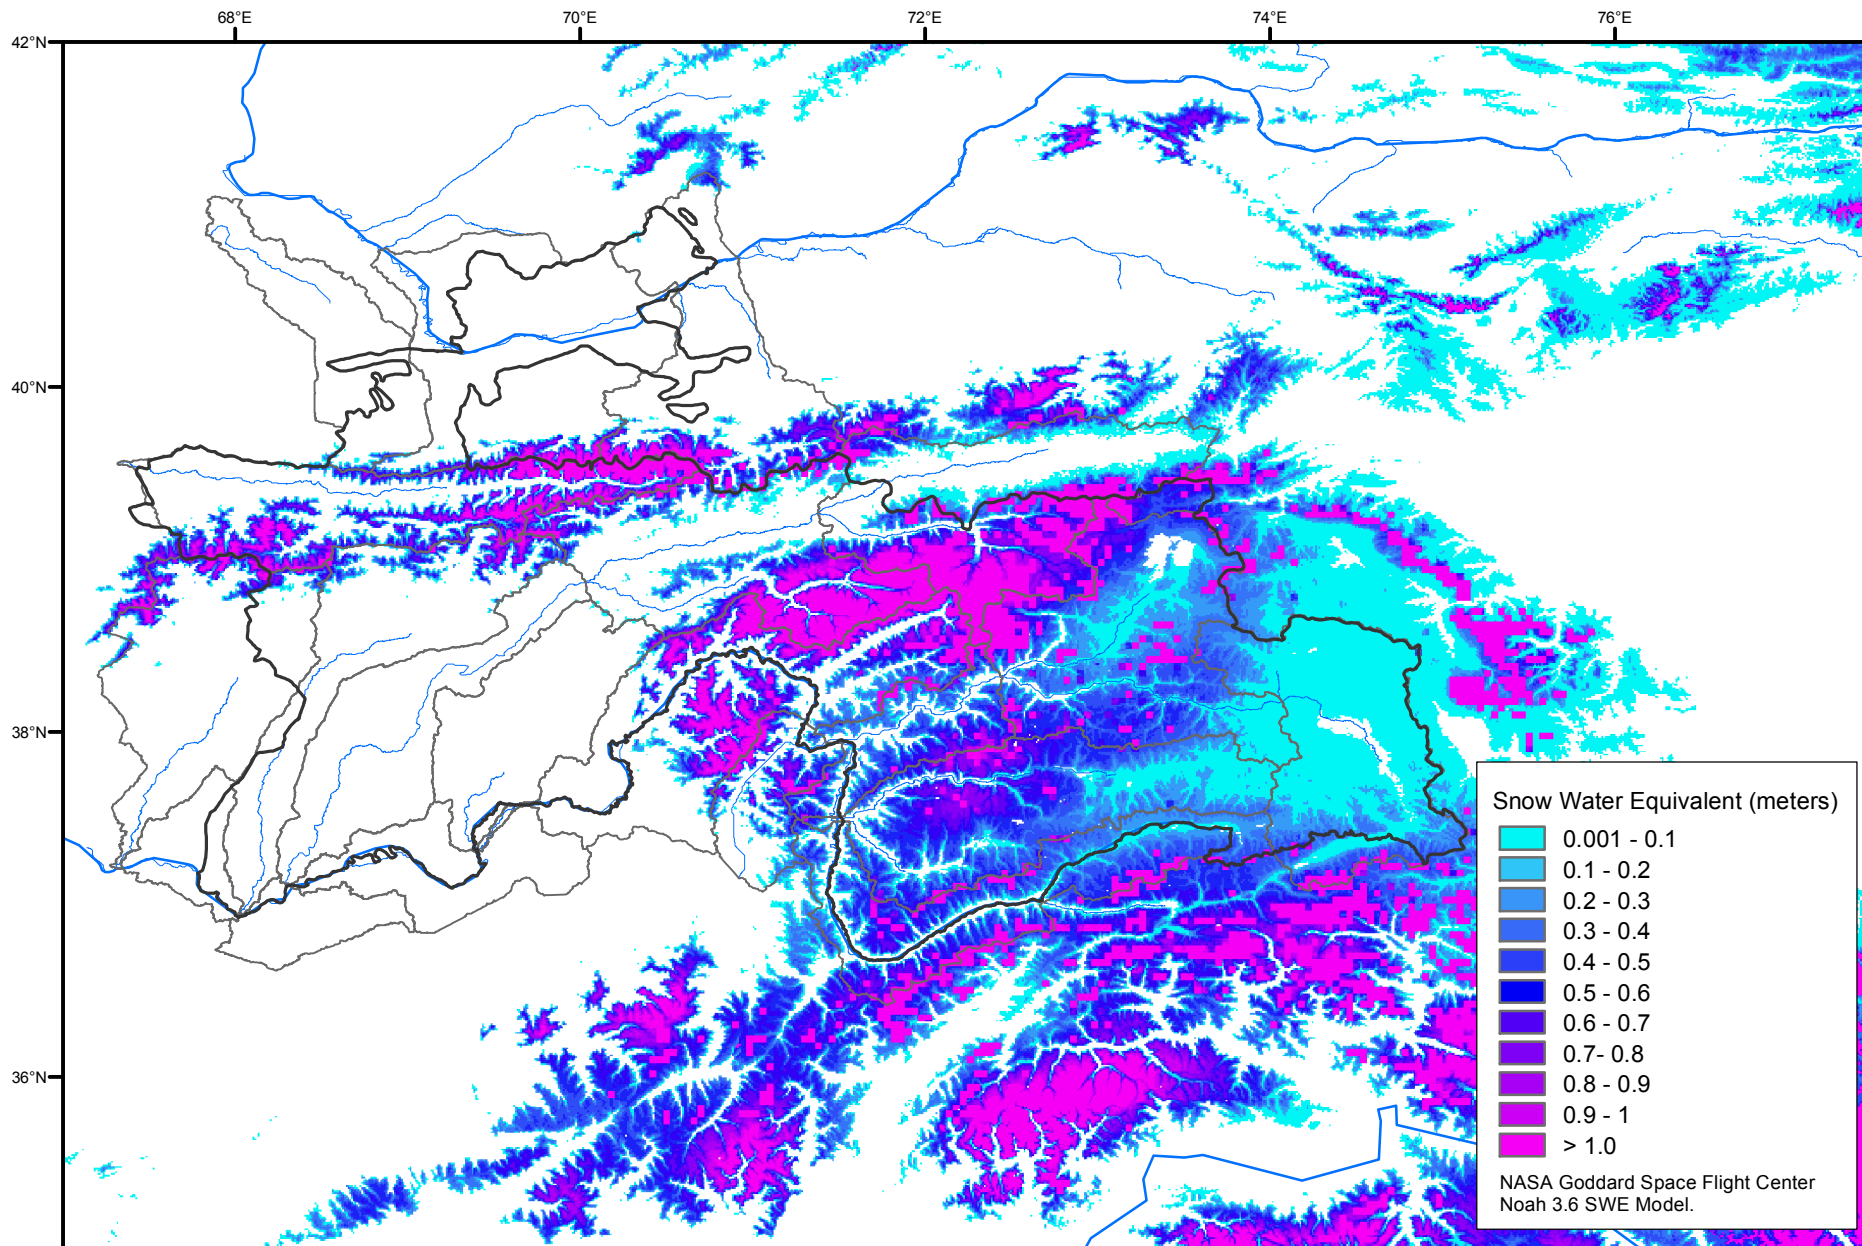 68°E
70°E
72°E
74°E
76°E
42°N
40°N
38°N
36°N
Snow Water Equivalent (meters)
0.001 - 0.1
0.1 - 0.2
0.2 - 0.3
0.3 - 0.4
0.4 - 0.5
0.5 - 0.6
0.6 - 0.7
0.7- 0.8
0.8 - 0.9
0.9 - 1
> 1.0
NASA Goddard Space Flight Center
Noah 3.6 SWE Model.